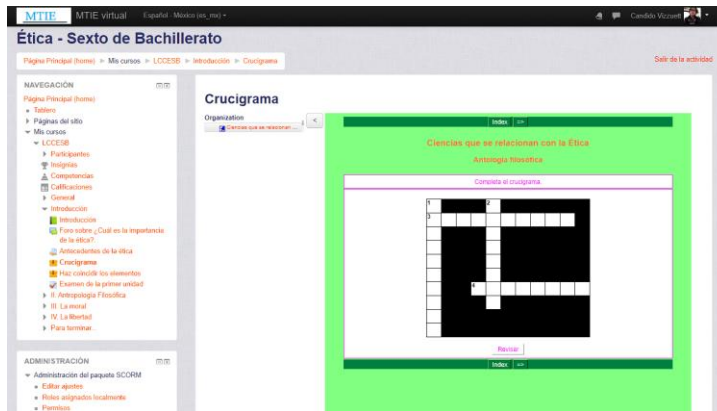 MTIE MTIE virtual Español - México (es_mx)
Candido Vizzuett
Ética - Sexto de Bachillerato
Página Principal (home) ► Mis cursos ► LCCESB ► Introducción ► Crucigrama
Salir de la actividad
NAVEGACIÓN
Página Principal (home)
Tablero
Páginas del sitio
Mis cursos
LCCESB
Participantes
Insignias
Competencias
Calificaciones
General
Introducción
Introducción
Foro sobre ¿Cuál es la importancia
de la ética?
Antecedentes de la ética
Crucigrama
Haz coincidir los elementos
Examen de la primer unidad
II. Antropología Filosófica
III. La moral
IV. La libertad
Para terminar...
ADMINISTRACIÓN
Administración del paquete SCORM
Editar ajustes
Roles asignados localmente
Permisos
Crucigrama
Organization
Ciencias que se relacionan ...
<
Index =>
Ciencias que se relacionan con la Ética
Antología filosófica
Completa el crucigrama.
1 2
3
4
Revisar
Index =>